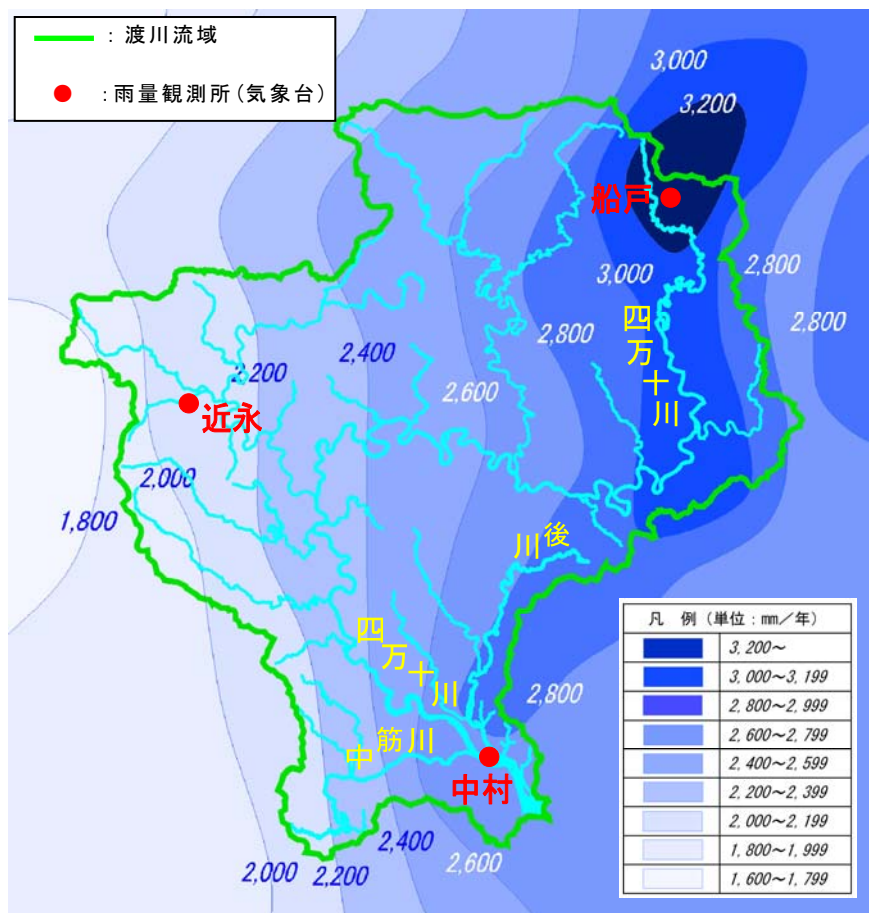 ：渡川流域
：雨量観測所(気象台)
3,000
3,200
船戸
3,000
2,800
2,800
2,800
四万十川
2,400
2,200
2,600
近永
2,000
1,800
後川
四万十川
2,800
中筋川
中村
2,400
2,600
2,000
2,200
凡 例 (単位：mm／年)
3,200～
3,000～3,199
2,800～2,999
2,600～2,799
2,400～2,599
2,200～2,399
2,000～2,199
1,800～1,999
1,600～1,799